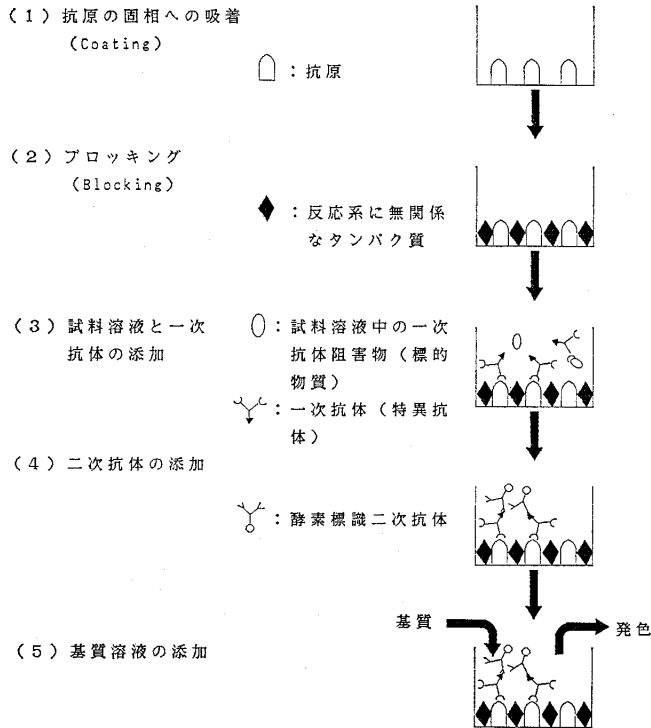 (1)抗原の固相への吸着
(Coating)
:抗原
(2)ブロッキング
(Blocking)
:反応系に無関係
なタンパク質
(3)試料溶液と一次
抗体の添加
:試料溶液中の一次
抗体阻害物(標的
物質)
:一次抗体(特異抗
体)
(4)二次抗体の添加
:酵素標識二次抗体
基質
発色
(5)基質溶液の添加